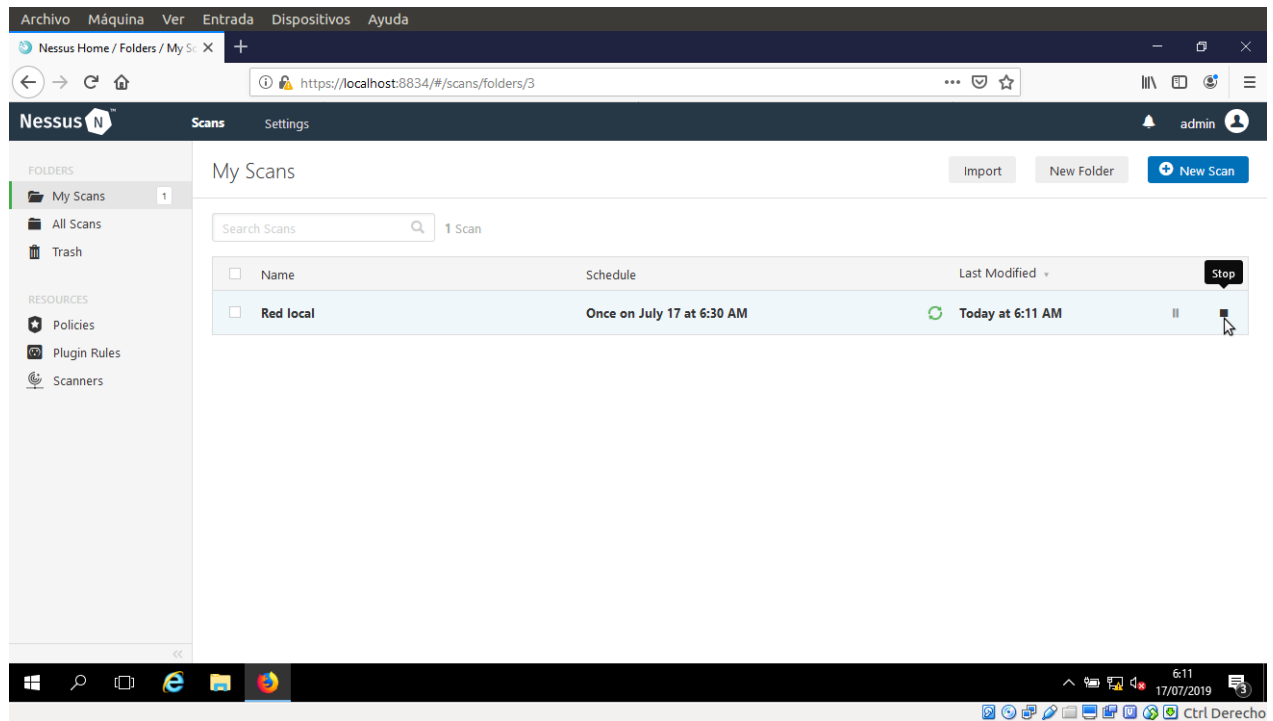 Archivo Máquina Ver Entrada Dispositivos Ayuda
Nessus Home / Folders / My Sc
https://localhost:8834/#/scans/folders/3
Nessus N ™ Scans Settings admin
FOLDERS
My Scans 1
All Scans
Trash
RESOURCES
Policies
Plugin Rules
Scanners
My Scans Import New Folder New Scan
Search Scans 1 Scan
Name Schedule Last Modified Stop
Red local Once on July 17 at 6:30 AM Today at 6:11 AM
6:11
17/07/2019
3
Ctrl Derecho